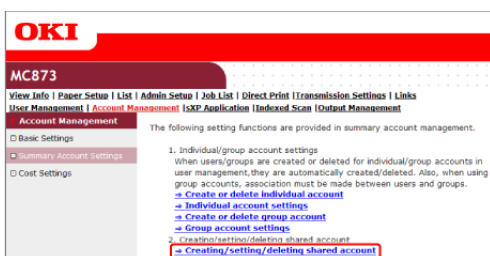 OKI
MC873
View Info | Paper Setup | List | Admin Setup | Job List | Direct Print |Transmission Settings | Links
User Management | Account Management |sXP Application |Indexed Scan |Output Management
Account Management
Basic Settings
Summary Account Settings
Cost Settings
The following setting functions are provided in summary account management.
1. Individual/group account settings
When users/groups are created or deleted for individual/group accounts in
user management,they are automatically created/deleted. Also, when using
group accounts, association must be made between users and groups.
⇒ Create or delete individual account
⇒ Individual account settings
⇒ Create or delete group account
⇒ Group account settings
2. Creating/setting/deleting shared account
⇒ Creating/setting/deleting shared account